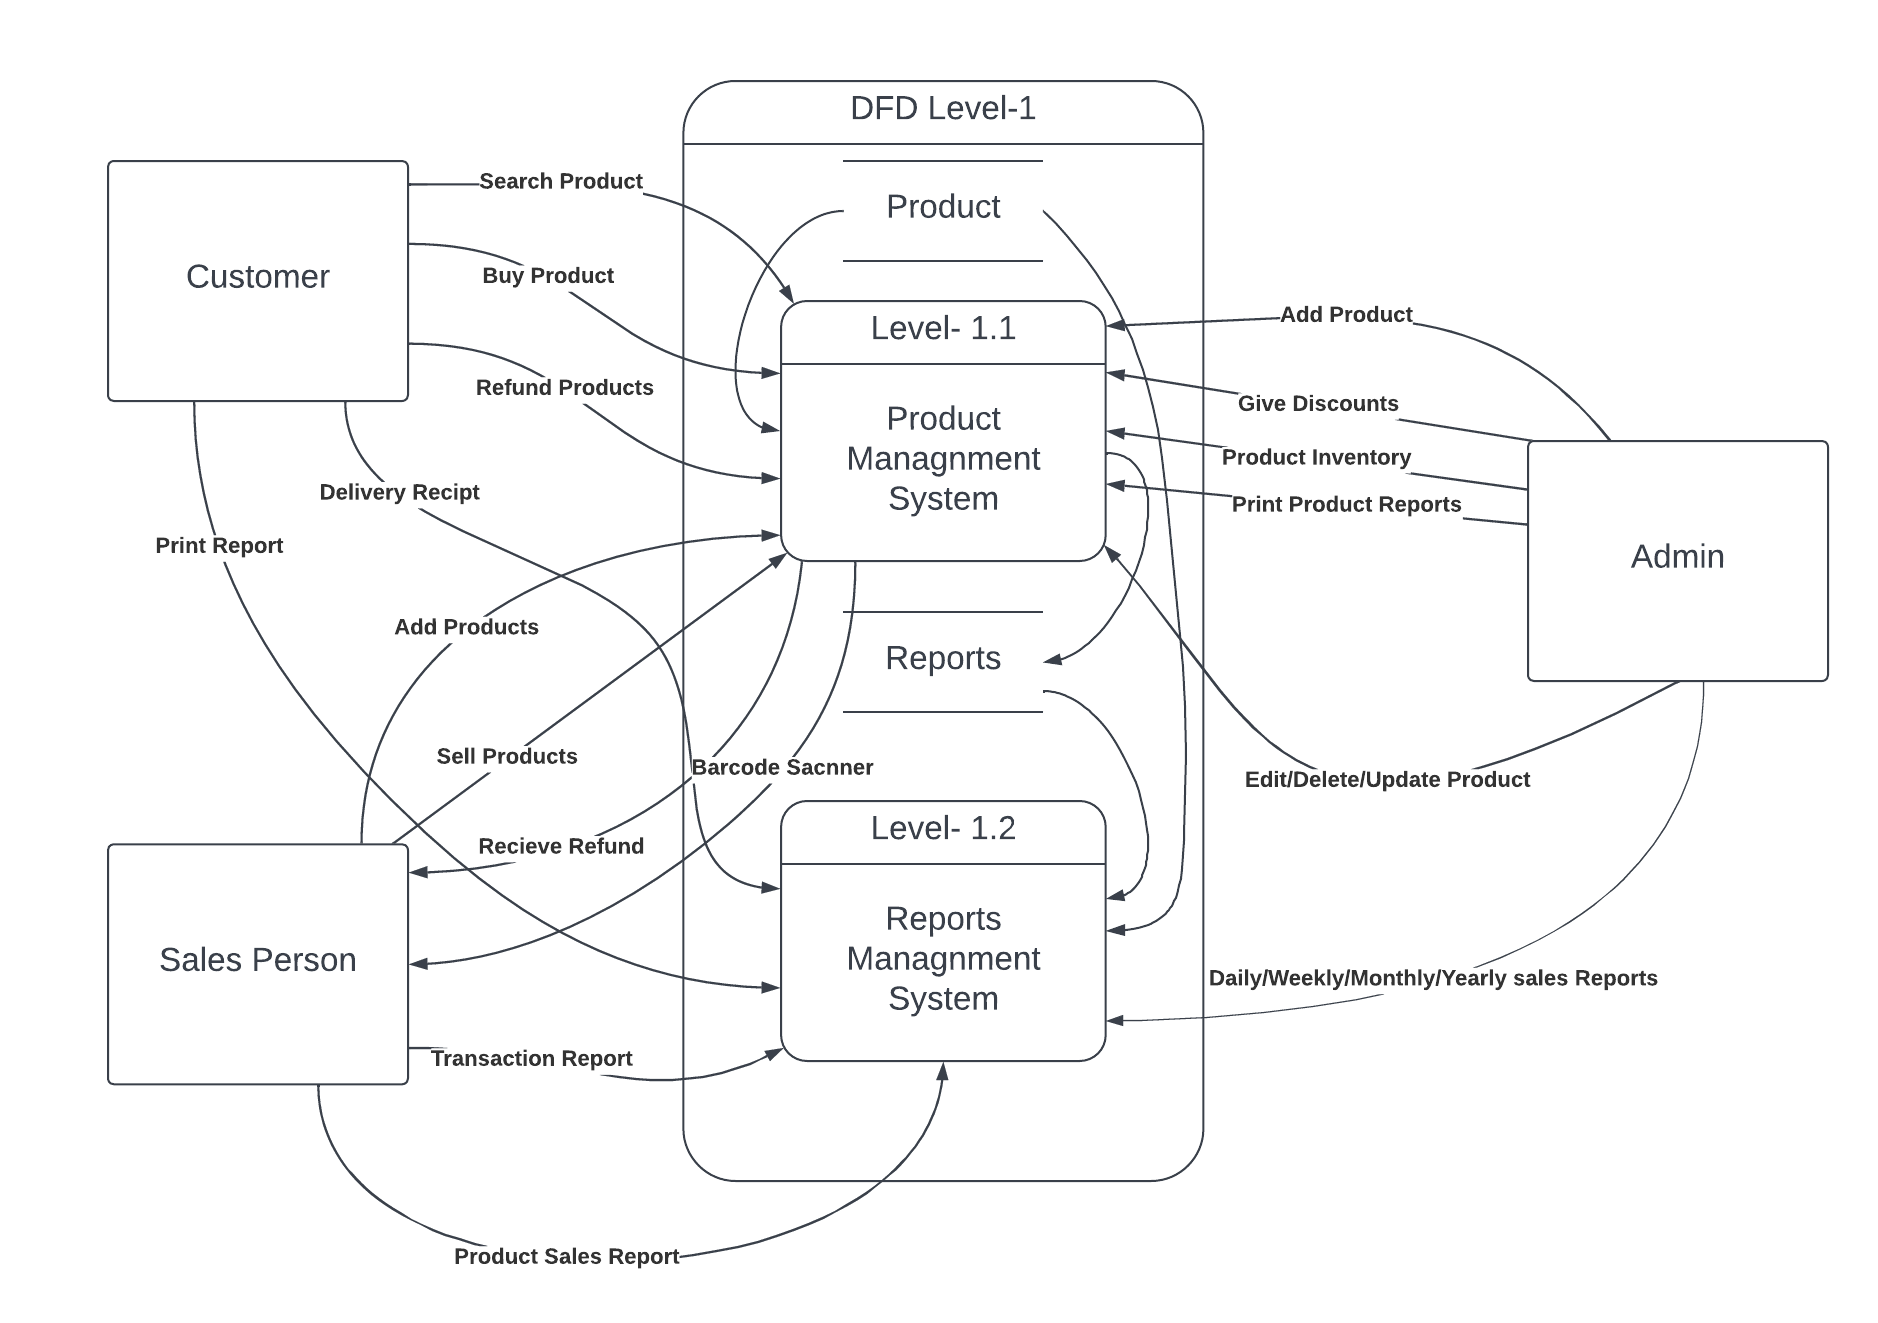 DFD Level-1
Search Product
Product
Customer
Buy Product
Add Product
Level- 1.1
Refund Products
Give Discounts
Product
Managnment
System
Product Inventory
Delivery Recipt
Print Product Reports
Print Report
Admin
Add Products
Reports
Sell Products
Barcode Sacnner
Edit/Delete/Update Product
Level- 1.2
Recieve Refund
Reports
Managnment
System
Sales Person
Daily/Weekly/Monthly/Yearly sales Reports
Transaction Report
Product Sales Report